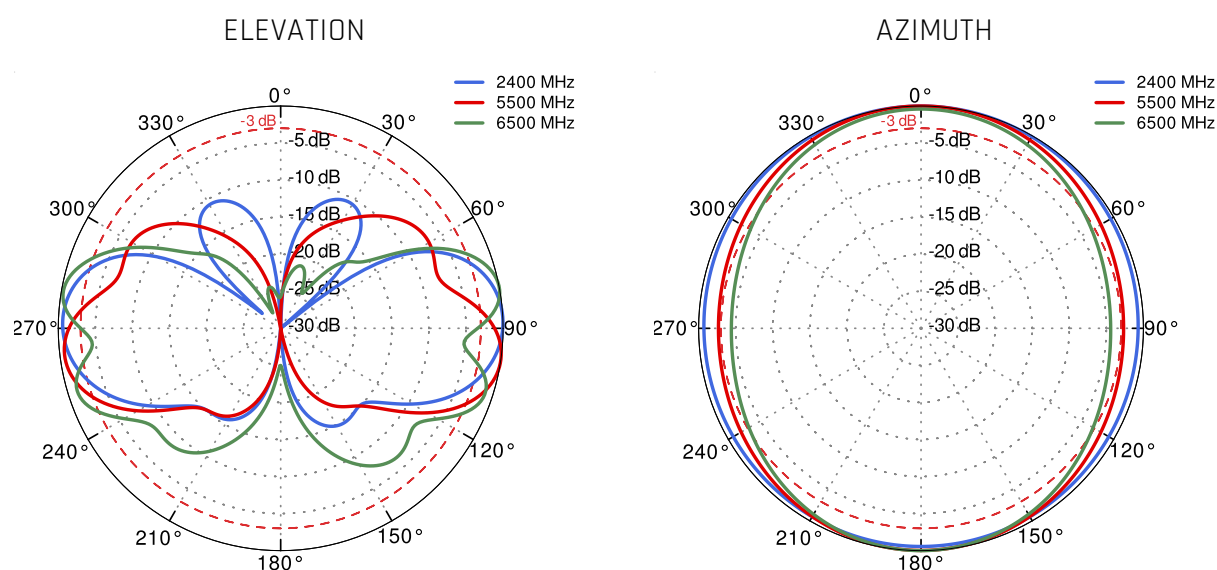 ELEVATION
2400 MHz
5500 MHz
6500 MHz
0°
-3 dB
330°
30°
-5 dB
-10 dB
300°
60°
-15 dB
-20 dB
-25 dB
270°
-30 dB
90°
240°
120°
210°
150°
180°
AZIMUTH
2400 MHz
5500 MHz
6500 MHz
0°
-3 dB
330°
30°
-5 dB
-10 dB
300°
60°
-15 dB
-20 dB
-25 dB
270°
-30 dB
90°
240°
120°
210°
150°
180°